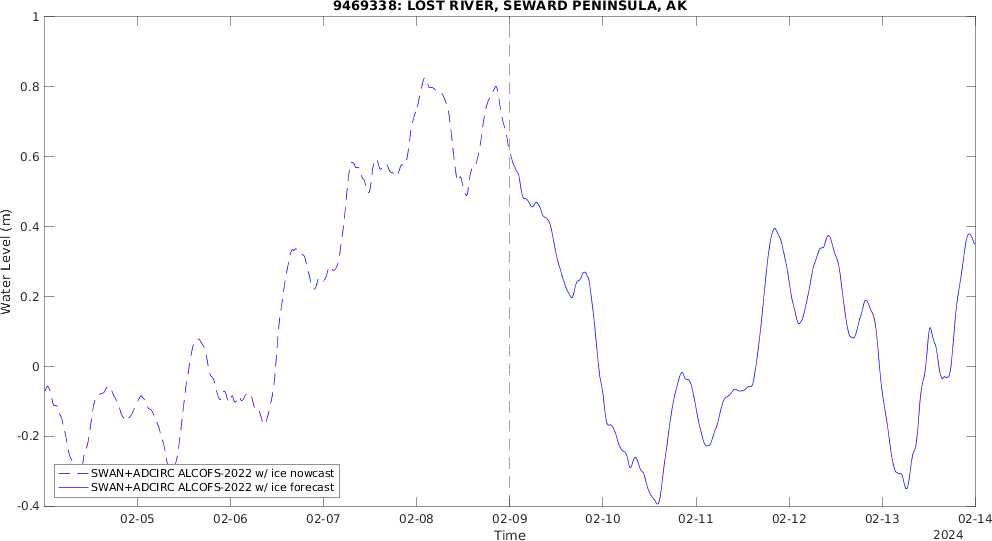 9469338: LOST RIVER, SEWARD PENINSULA, AK
1
0.8
0.6
0.4
0.2
0
-0.2
-0.4
Water Level (m)
SWAN+ADCIRC ALCOFS-2022 w/ ice nowcast
SWAN+ADCIRC ALCOFS-2022 w/ ice forecast
02-05 02-06 02-07 02-08 02-09 02-10 02-11 02-12 02-13 02-14
Time
2024